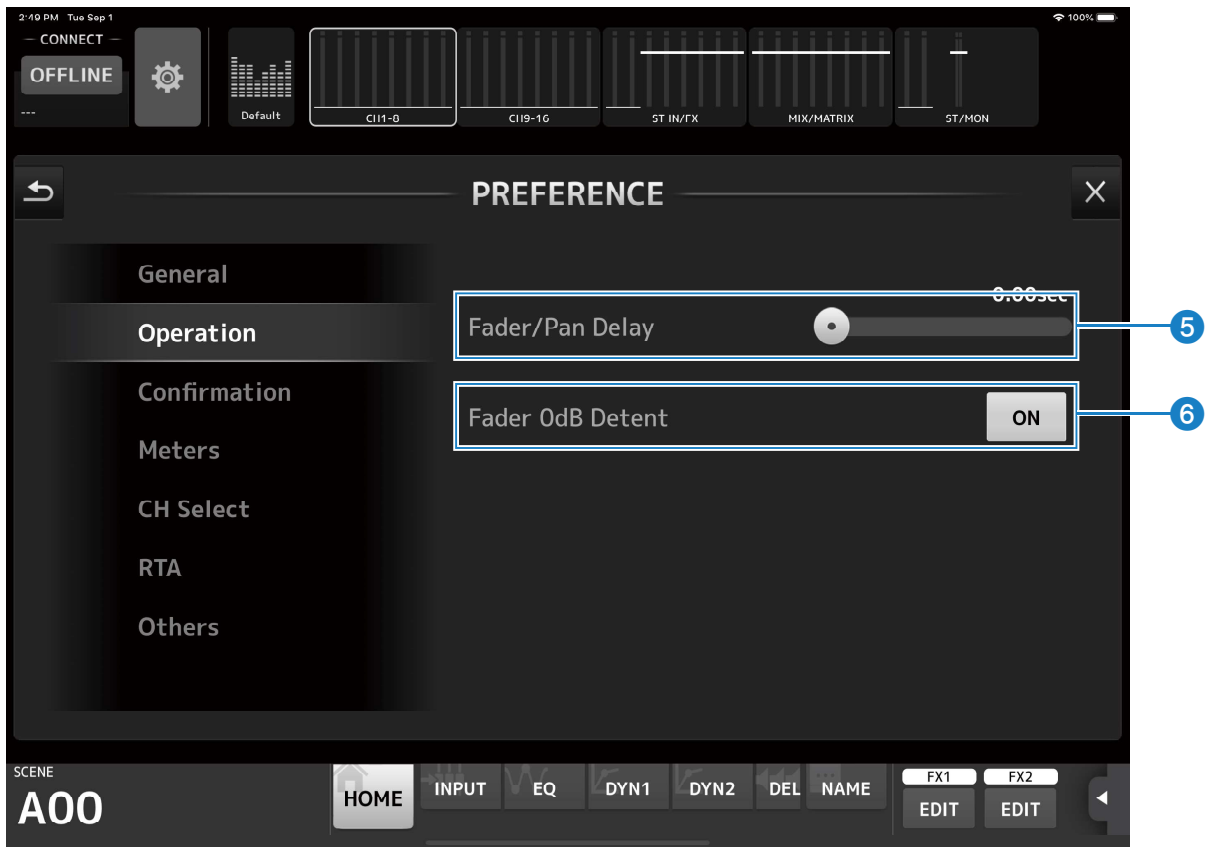 2:49 PM Tue Sep 1
100%
CONNECT
OFFLINE
---
Default
CH1-8
CH9-16
ST IN/FX
MIX/MATRIX
ST/MON
PREFERENCE
General
Operation
Confirmation
Meters
CH Select
RTA
Others
0.00sec
Fader/Pan Delay
5
Fader 0dB Detent
ON
6
SCENE
A00
HOME
INPUT
EQ
DYN1
DYN2
DEL
NAME
FX1
EDIT
FX2
EDIT